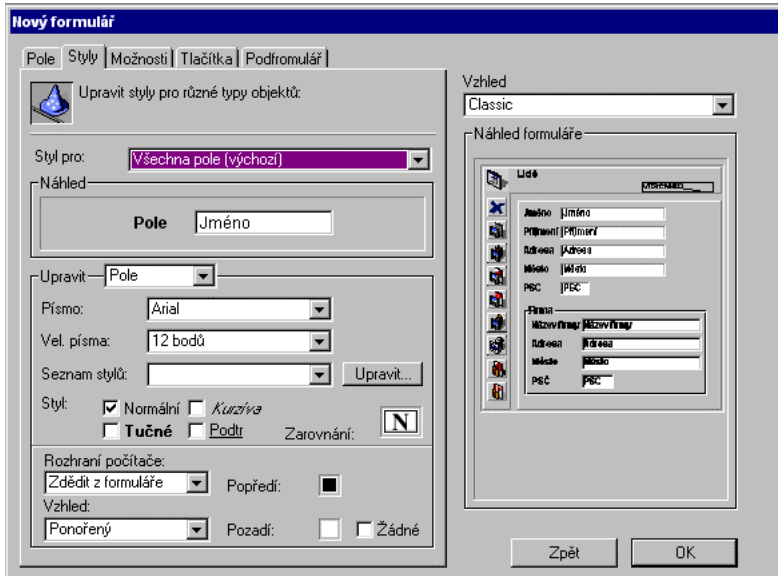 Nový formulář
Pole Styly Možnosti Tlačítka Podfromulář
Upravit styly pro různé typy objektů:
Styl pro: Všechna pole (výchozí)
Náhled
Pole Jméno
Upravit Pole
Písmo: Arial
Vel. písma: 12 bodů
Seznam stylů: Upravit...
Styl: Normální Kurzíva
Tučné Podtr Zarovnání: N
Rozhraní počítače:
Zdědit z formuláře Popředí:
Vzhled:
Ponořený Pozadí: Žádné
Vzhled
Classic
Náhled formuláře
Lidé
Jméno Jméno
Příjmení Příjmení
Adresa Adresa
Město Město
PSČ PSČ
Firma
Název firmy Název firmy
Adresa Adresa
Město Město
PSČ PSČ
Zpět OK